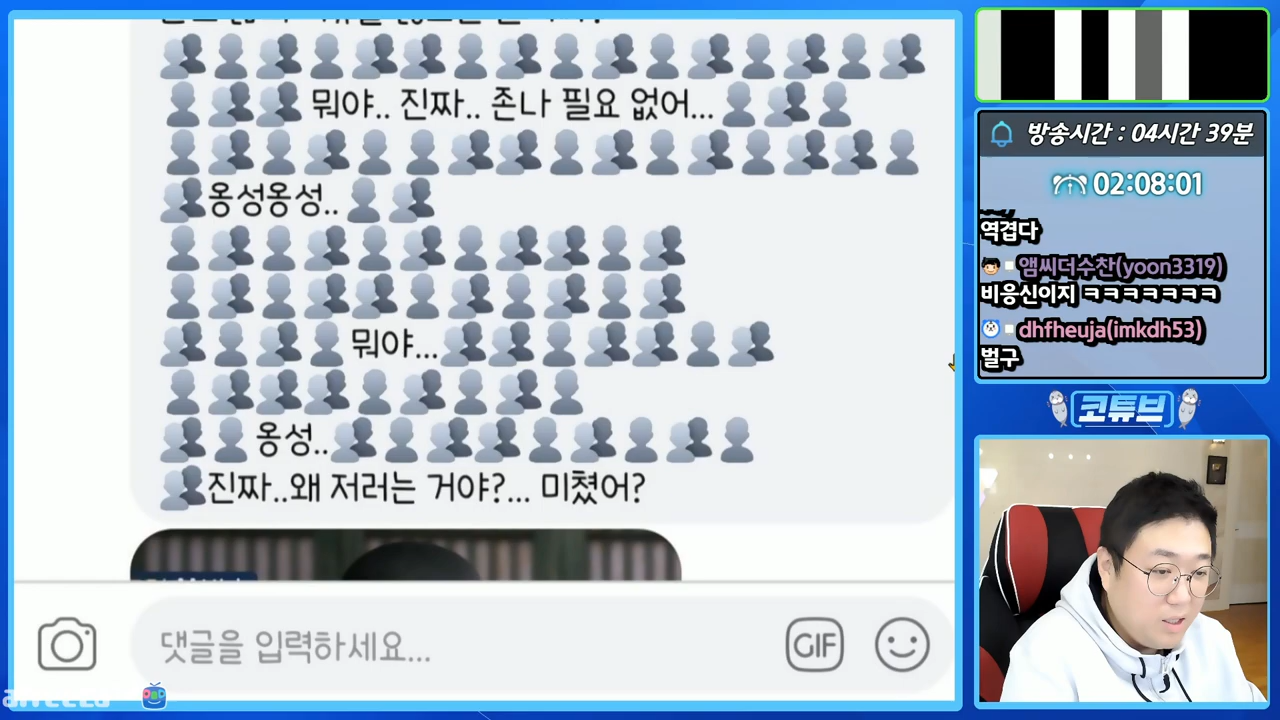 뭐야.. 진짜.. 존나 필요 없어...
옹성옹성..
뭐야...
옹성..
진짜..왜 저러는 거야?... 미쳤어?
댓글을 입력하세요...
GIF
방송시간 : 04시간 39분
02:08:01
역겹다
앰씨더수찬(yoon3319)
비응신이지 ㅋㅋㅋㅋㅋㅋㅋ
dhfheuja(imkdh53)
벌구
코튜브